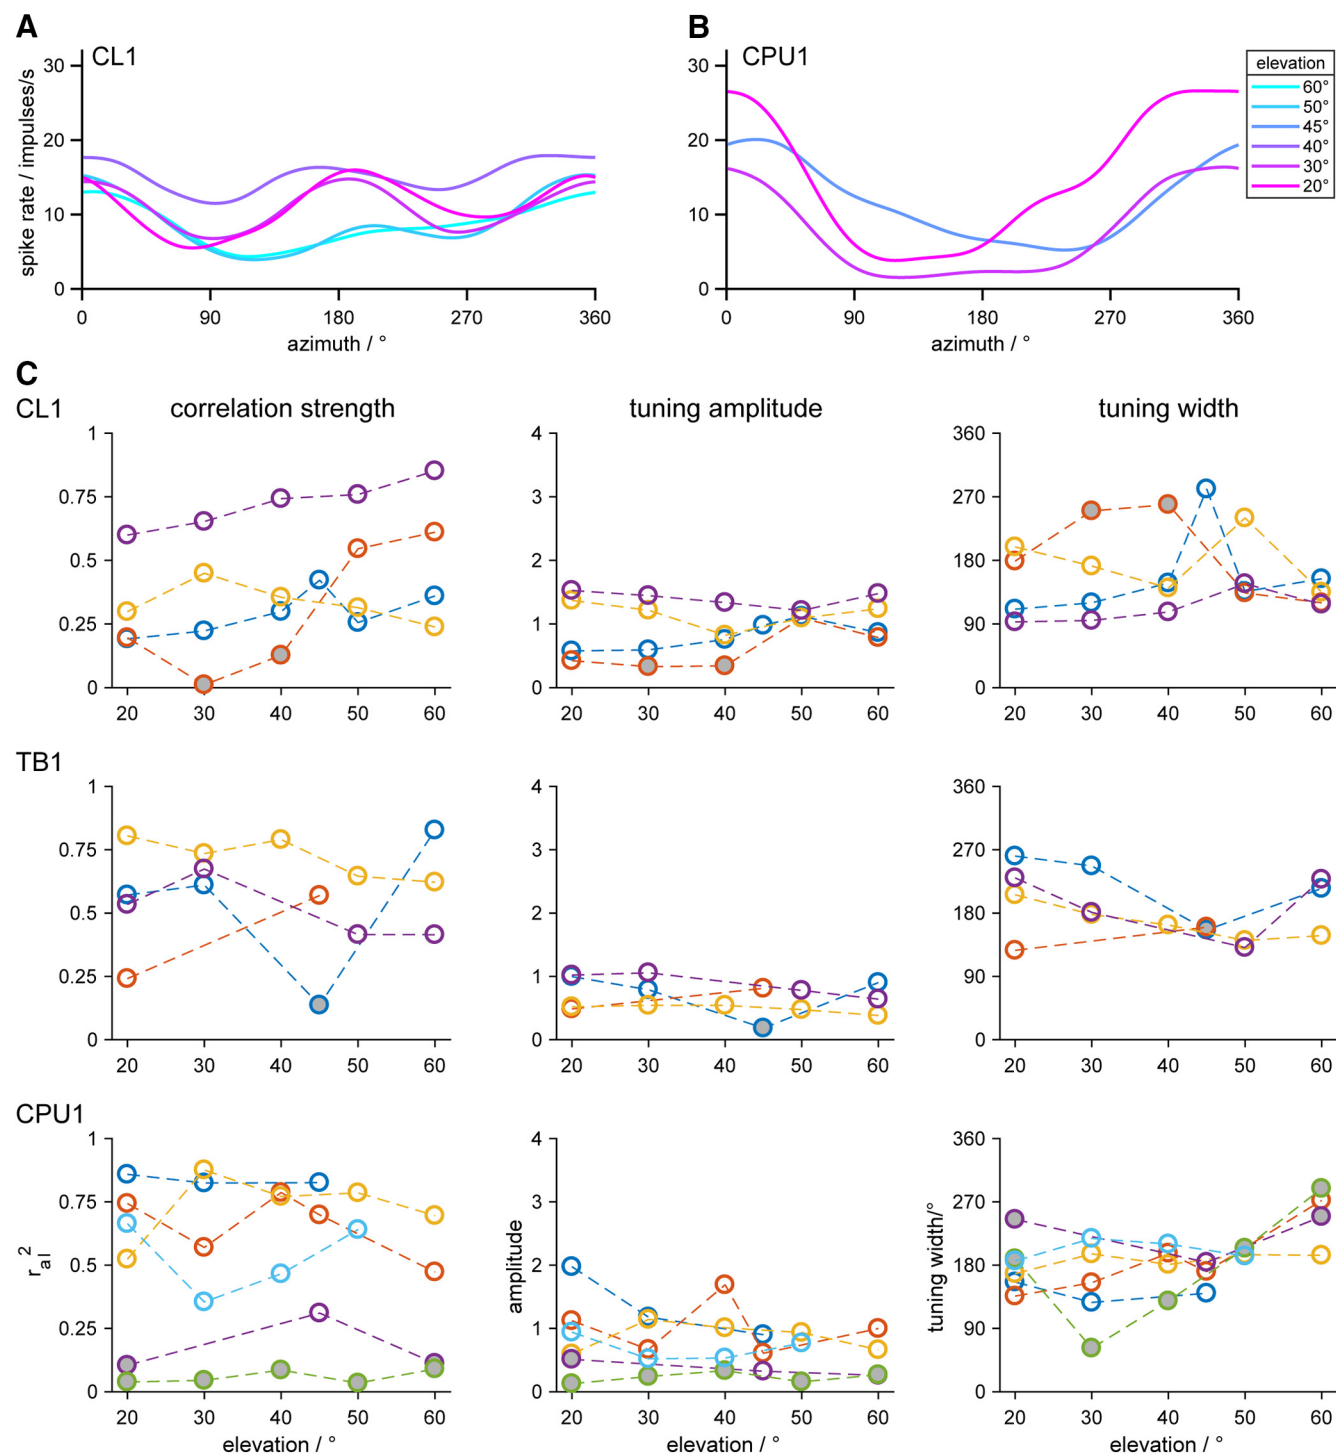 A
B
CL1
CPU1
spike rate / impulses/s
30
20
10
0
0 90 180 270 360
azimuth / °
30
20
10
0
0 90 180 270 360
azimuth / °
elevation
60°
50°
45°
40°
30°
20°
C
CL1
correlation strength
tuning amplitude
tuning width
1
0.75
0.5
0.25
0
20 30 40 50 60
4
3
2
1
0
20 30 40 50 60
360
270
180
90
0
20 30 40 50 60
TB1
1
0.75
0.5
0.25
0
20 30 40 50 60
4
3
2
1
0
20 30 40 50 60
360
270
180
90
0
20 30 40 50 60
CPU1
r al 2
1
0.75
0.5
0.25
0
20 30 40 50 60
elevation / °
amplitude
4
3
2
1
0
20 30 40 50 60
elevation / °
tuning width/°
360
270
180
90
0
20 30 40 50 60
elevation / °